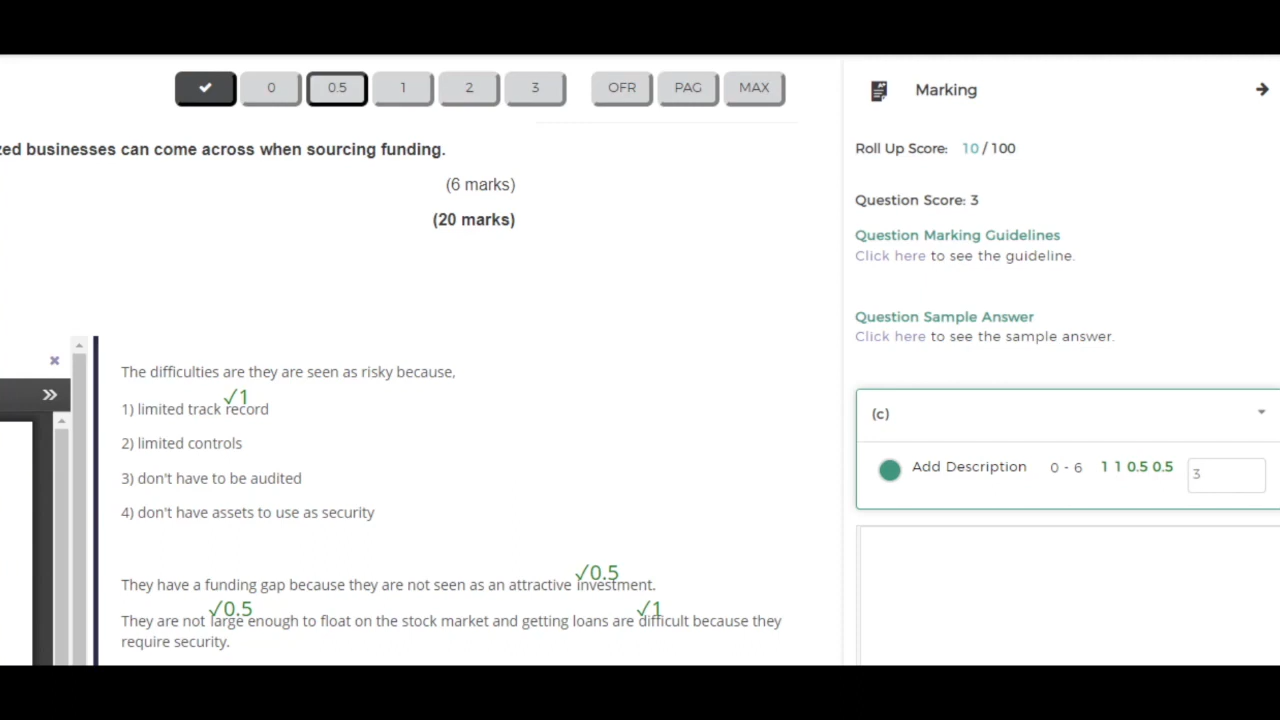 0
0.5
1
2
3
OFR
PAG
MAX
Marking
zed businesses can come across when sourcing funding.
Roll Up Score: 10 / 100
(6 marks)
Question Score: 3
(20 marks)
Question Marking Guidelines
Click here to see the guideline.
Question Sample Answer
Click here to see the sample answer.
The difficulties are they are seen as risky because,
√1
1) limited track record
2) limited controls
3) don't have to be audited
4) don't have assets to use as security
√0.5
They have a funding gap because they are not seen as an attractive investment.
√0.5 √1
They are not large enough to float on the stock market and getting loans are difficult because they
require security.
(c)
Add Description 0 - 6 1 1 0.5 0.5 3